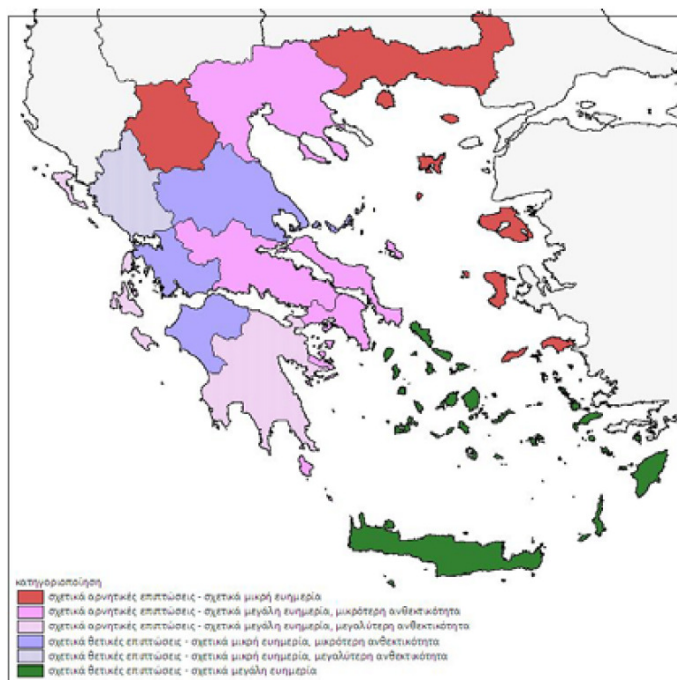 κατηγοριοποίηση
σχετικά αρνητικές επιπτώσεις - σχετικά μικρή ευημερία
σχετικά αρνητικές επιπτώσεις - σχετικά μεγάλη ευημερία, μικρότερη ανθεκτικότητα
σχετικά αρνητικές επιπτώσεις - σχετικά μεγάλη ευημερία, μεγαλύτερη ανθεκτικότητα
σχετικά θετικές επιπτώσεις - σχετικά μικρή ευημερία, μικρότερη ανθεκτικότητα
σχετικά θετικές επιπτώσεις - σχετικά μικρή ευημερία, μεγαλύτερη ανθεκτικότητα
σχετικά θετικές επιπτώσεις - σχετικά μεγάλη ευημερία